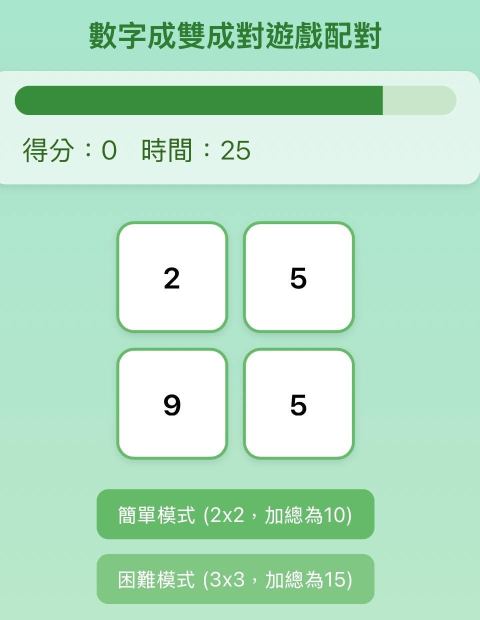 數字成雙成對遊戲配對
得分：0 時間：25
2 5
9 5
簡單模式 (2x2，加總為10)
困難模式 (3x3，加總為15)